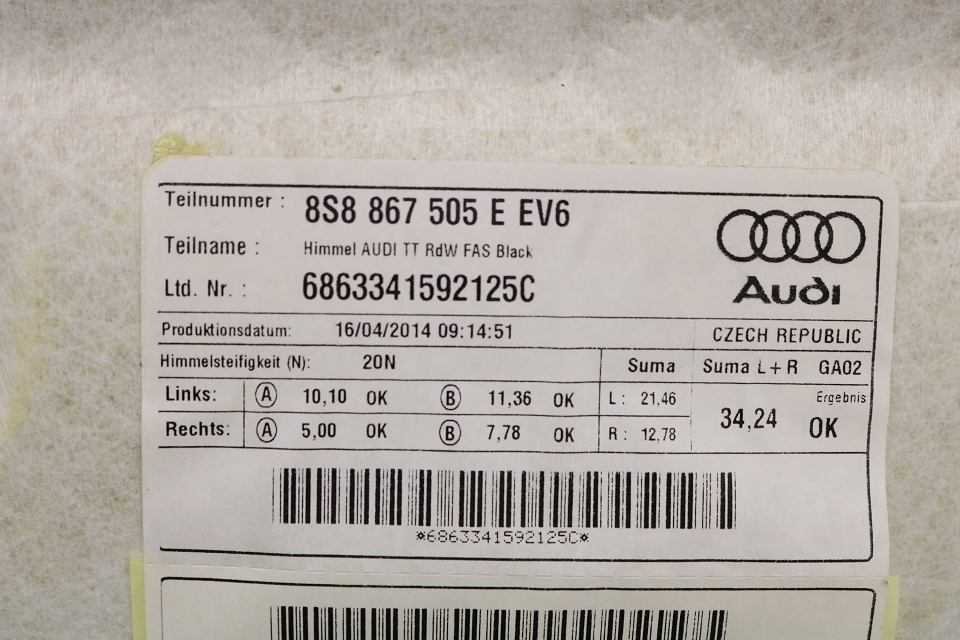 Teilnummer : 8S8 867 505 E EV6
Teilname : Himmel AUDI TT RdW FAS Black
Ltd. Nr. : 6863341592125C
Audi
Produktionsdatum: 16/04/2014 09:14:51 CZECH REPUBLIC
Himmelsteifigkeit (N): 20N Suma Suma L+R GA02
Links: A 10,10 OK B 11,36 OK L: 21,46
Rechts: A 5,00 OK B 7,78 OK R: 12,78
34,24 Ergebnis OK
*6863341592125C*